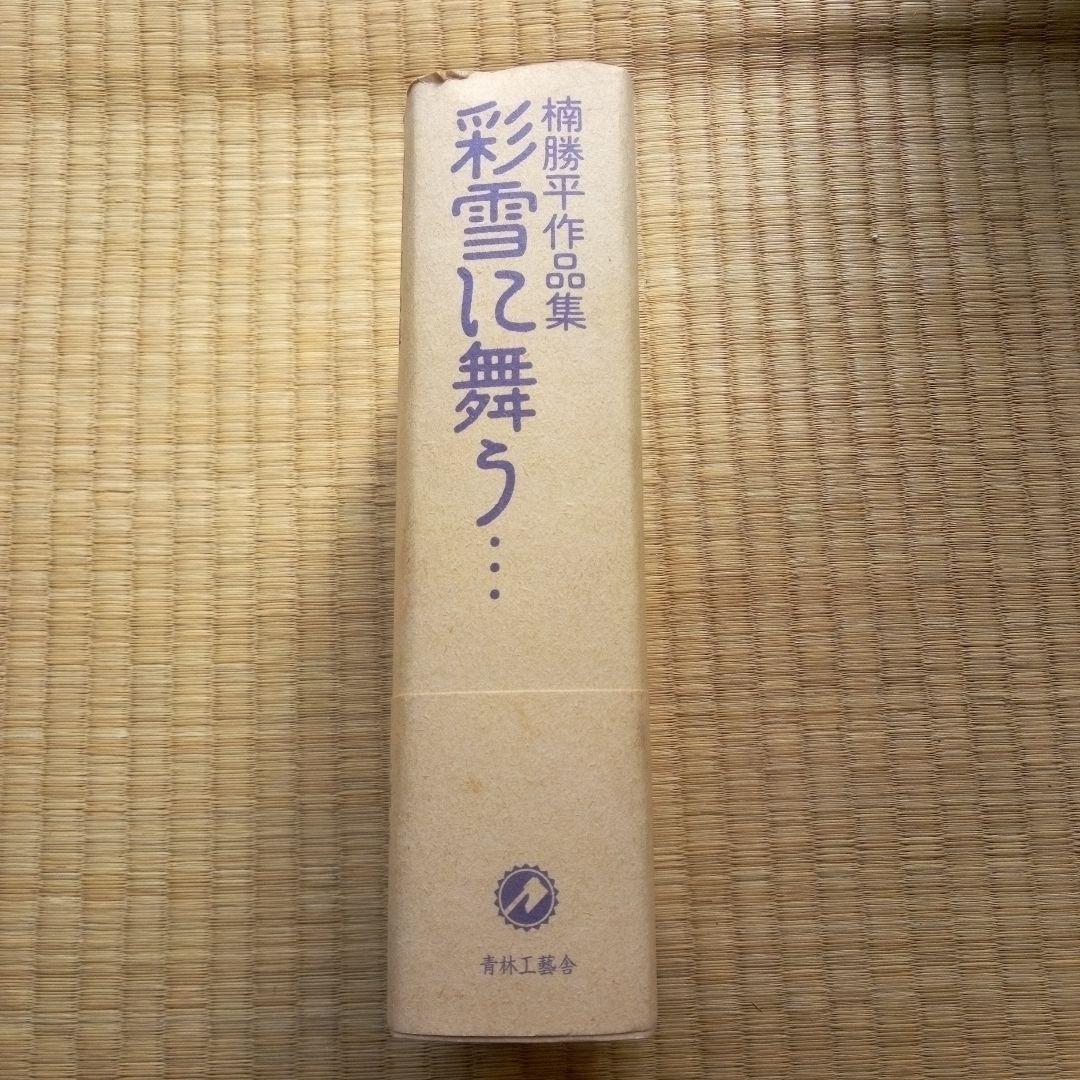 楠勝平作品集
彩雪に舞う…
青林工藝舎